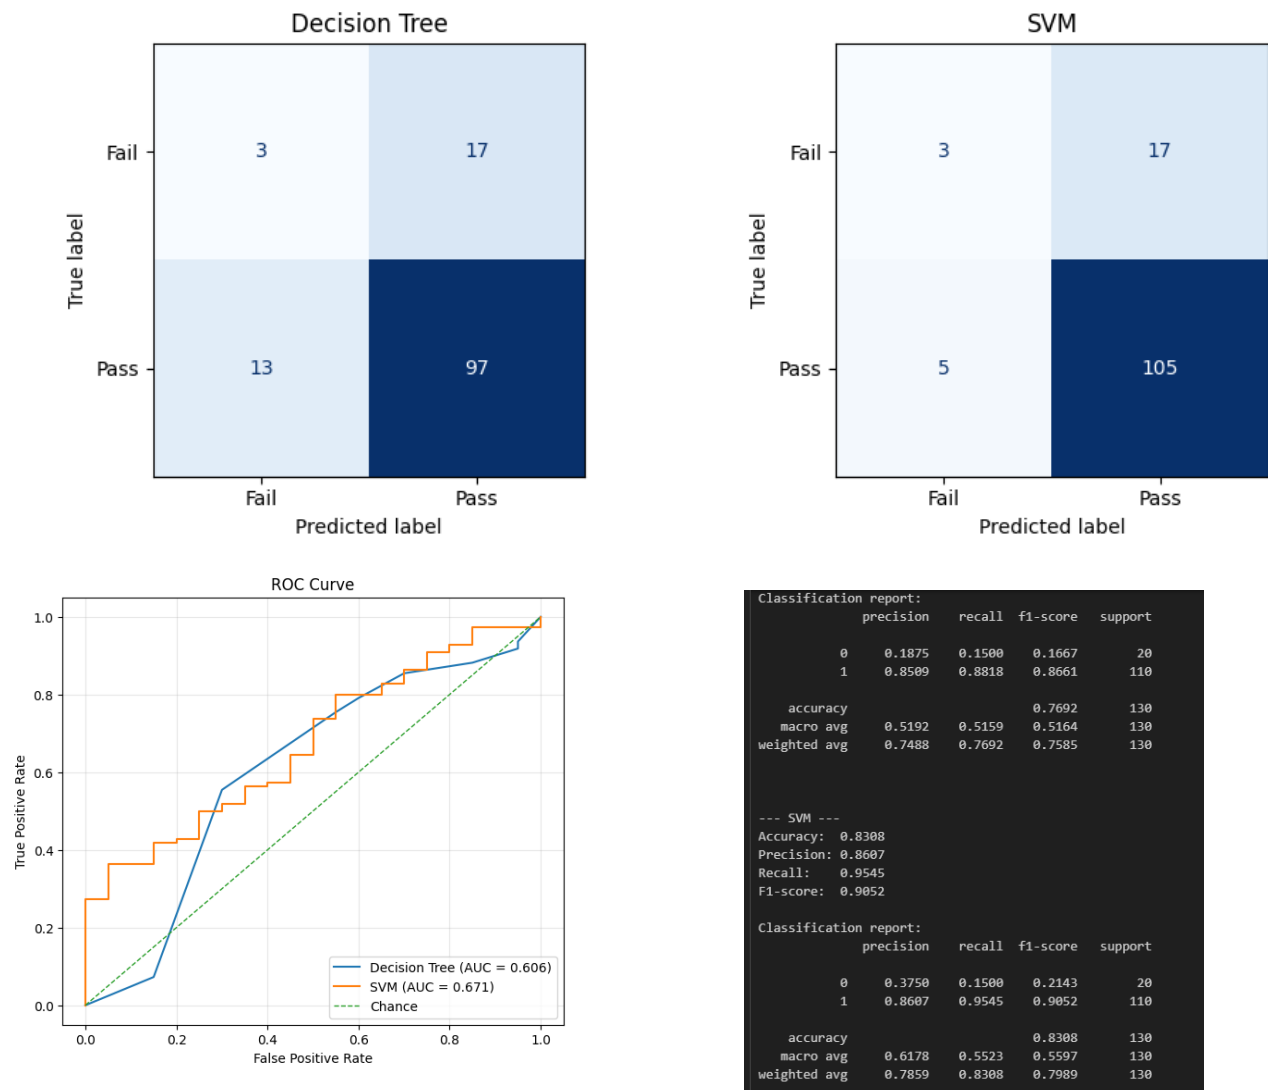 Decision Tree
Fail
3
17
Pass
13
97
Fail
Pass
True label
Predicted label
SVM
Fail
3
17
Pass
5
105
Fail
Pass
True label
Predicted label
ROC Curve
1.0
0.8
0.6
0.4
0.2
0.0
True Positive Rate
0.0 0.2 0.4 0.6 0.8 1.0
False Positive Rate
Decision Tree (AUC = 0.606)
SVM (AUC = 0.671)
Chance
Classification report:
precision recall f1-score support
0 0.1875 0.1500 0.1667 20
1 0.8509 0.8818 0.8661 110
accuracy 0.7692 130
macro avg 0.5192 0.5159 0.5164 130
weighted avg 0.7488 0.7692 0.7585 130
--- SVM ---
Accuracy: 0.8308
Precision: 0.8607
Recall: 0.9545
F1-score: 0.9052
Classification report:
precision recall f1-score support
0 0.3750 0.1500 0.2143 20
1 0.8607 0.9545 0.9052 110
accuracy 0.8308 130
macro avg 0.6178 0.5523 0.5597 130
weighted avg 0.7859 0.8308 0.7989 130